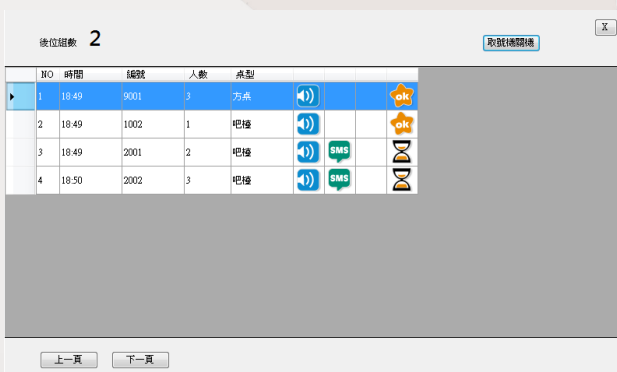 X
後位組數 2 取號機關機
NO 時間 編號 人數 桌型
1 18:49 9001 3 方桌 ok
2 18:49 1002 1 吧檯 ok
3 18:49 2001 2 吧檯 SMS
4 18:50 2002 3 吧檯 SMS
上一頁 下一頁